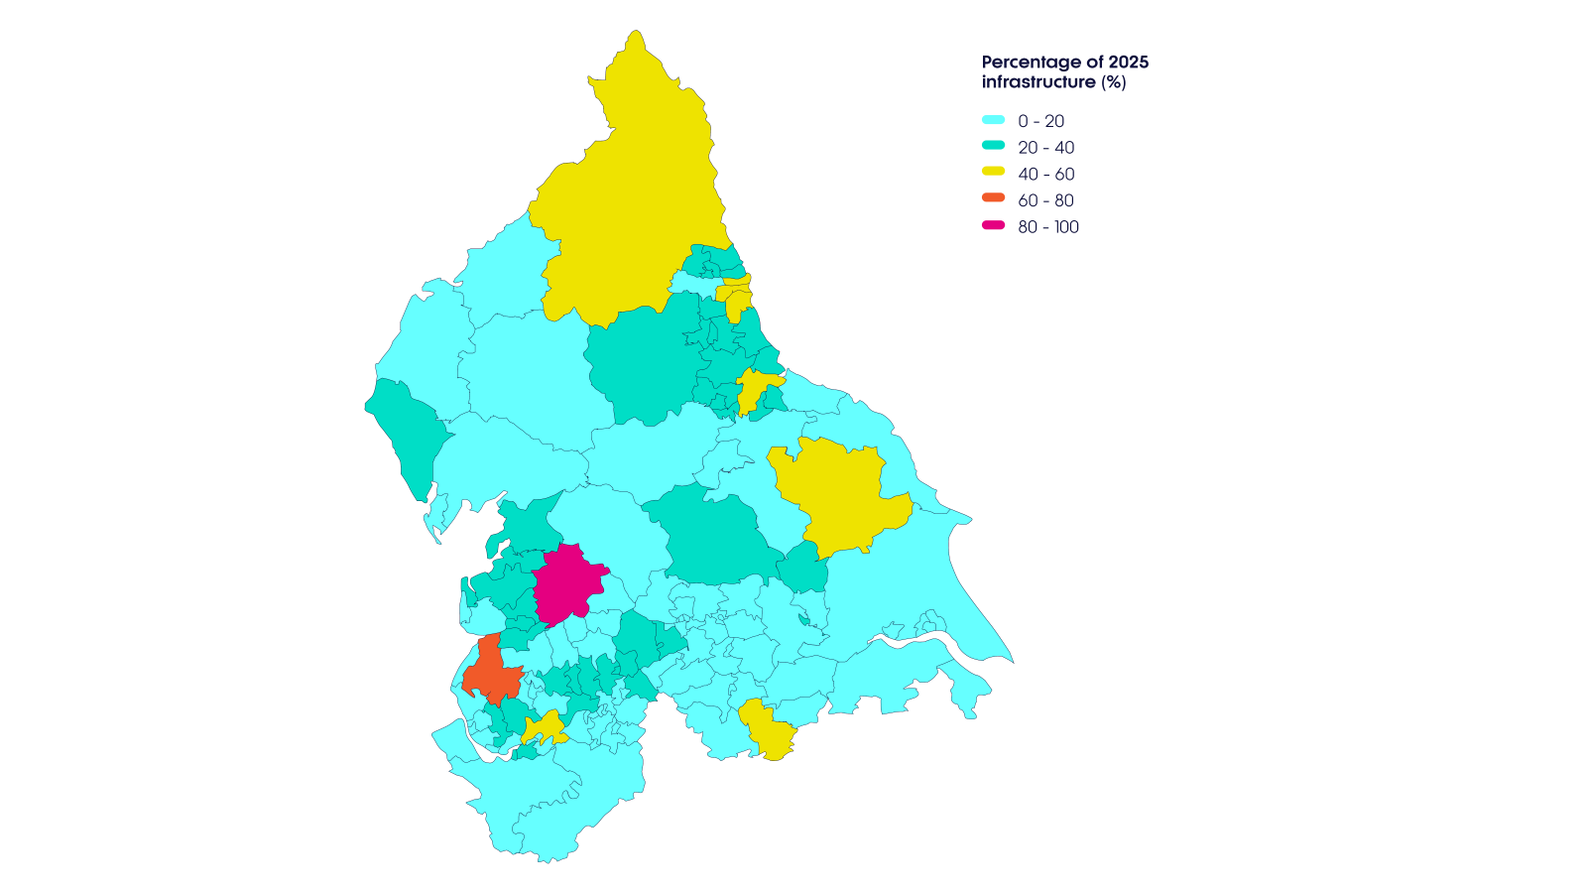 Percentage of 2025
infrastructure (%)
0 - 20
20 - 40
40 - 60
60 - 80
80 - 100